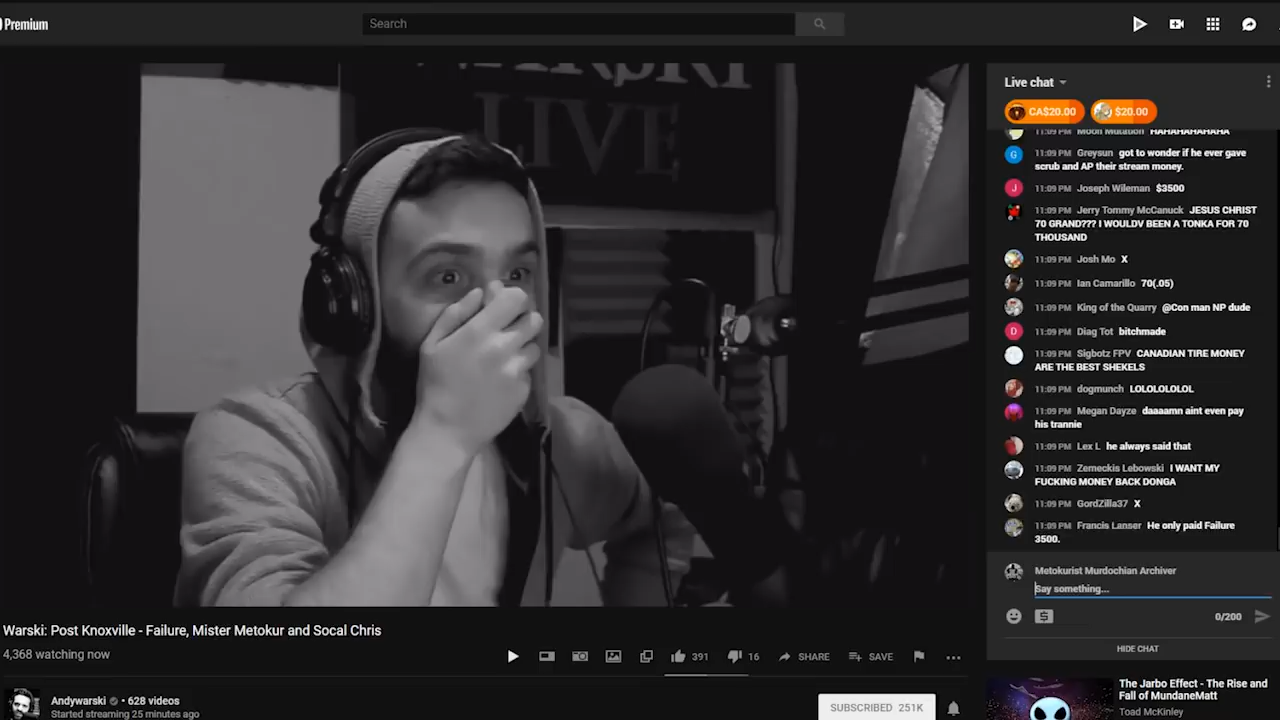 Premium
Search
WARSKI
LIVE
Live chat
CA$20.00
$20.00
11:09 PM Moon Mutation HAHAHAHAHAHA
G
11:09 PM Greysun got to wonder if he ever gave
scrub and AP their stream money.
J
11:09 PM Joseph Wileman $3500
11:09 PM Jerry Tommy McCanuck JESUS CHRIST
70 GRAND??? I WOULDV BEEN A TONKA FOR 70
THOUSAND
11:09 PM Josh Mo X
11:09 PM Ian Camarillo 70(.05)
11:09 PM King of the Quarry @Con man NP dude
D
11:09 PM Diag Tot bitchmade
11:09 PM Sigbotz FPV CANADIAN TIRE MONEY
ARE THE BEST SHEKELS
11:09 PM dogmunch LOLOLOLOLOL
11:09 PM Megan Dayze daaaamn aint even pay
his trannie
11:09 PM Lex L he always said that
11:09 PM Zemeckis Lebowski I WANT MY
FUCKING MONEY BACK DONGA
11:09 PM GordZilla37 X
11:09 PM Francis Lanser He only paid Failure
3500.
Metokurist Murdochian Archiver
Say something...
0/200
HIDE CHAT
Warski: Post Knoxville - Failure, Mister Metokur and Socal Chris
4,368 watching now
391
16
SHARE
SAVE
Andywarski • 628 videos
Started streaming 25 minutes ago
SUBSCRIBED 251K
The Jarbo Effect - The Rise and
Fall of MundaneMatt
Toad McKinley